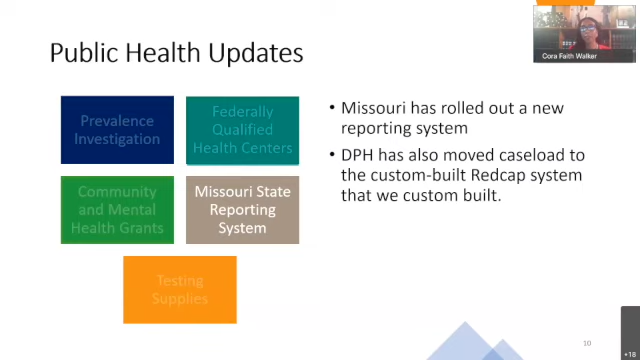 Public Health Updates
Cora Faith Walker
Prevalence
Investigation
Federally
Qualified
Health Centers
Community
and Mental
Health Grants
Missouri State
Reporting
System
Testing
Supplies
• Missouri has rolled out a new
reporting system
• DPH has also moved caseload to
the custom-built Redcap system
that we custom built.
10
+18